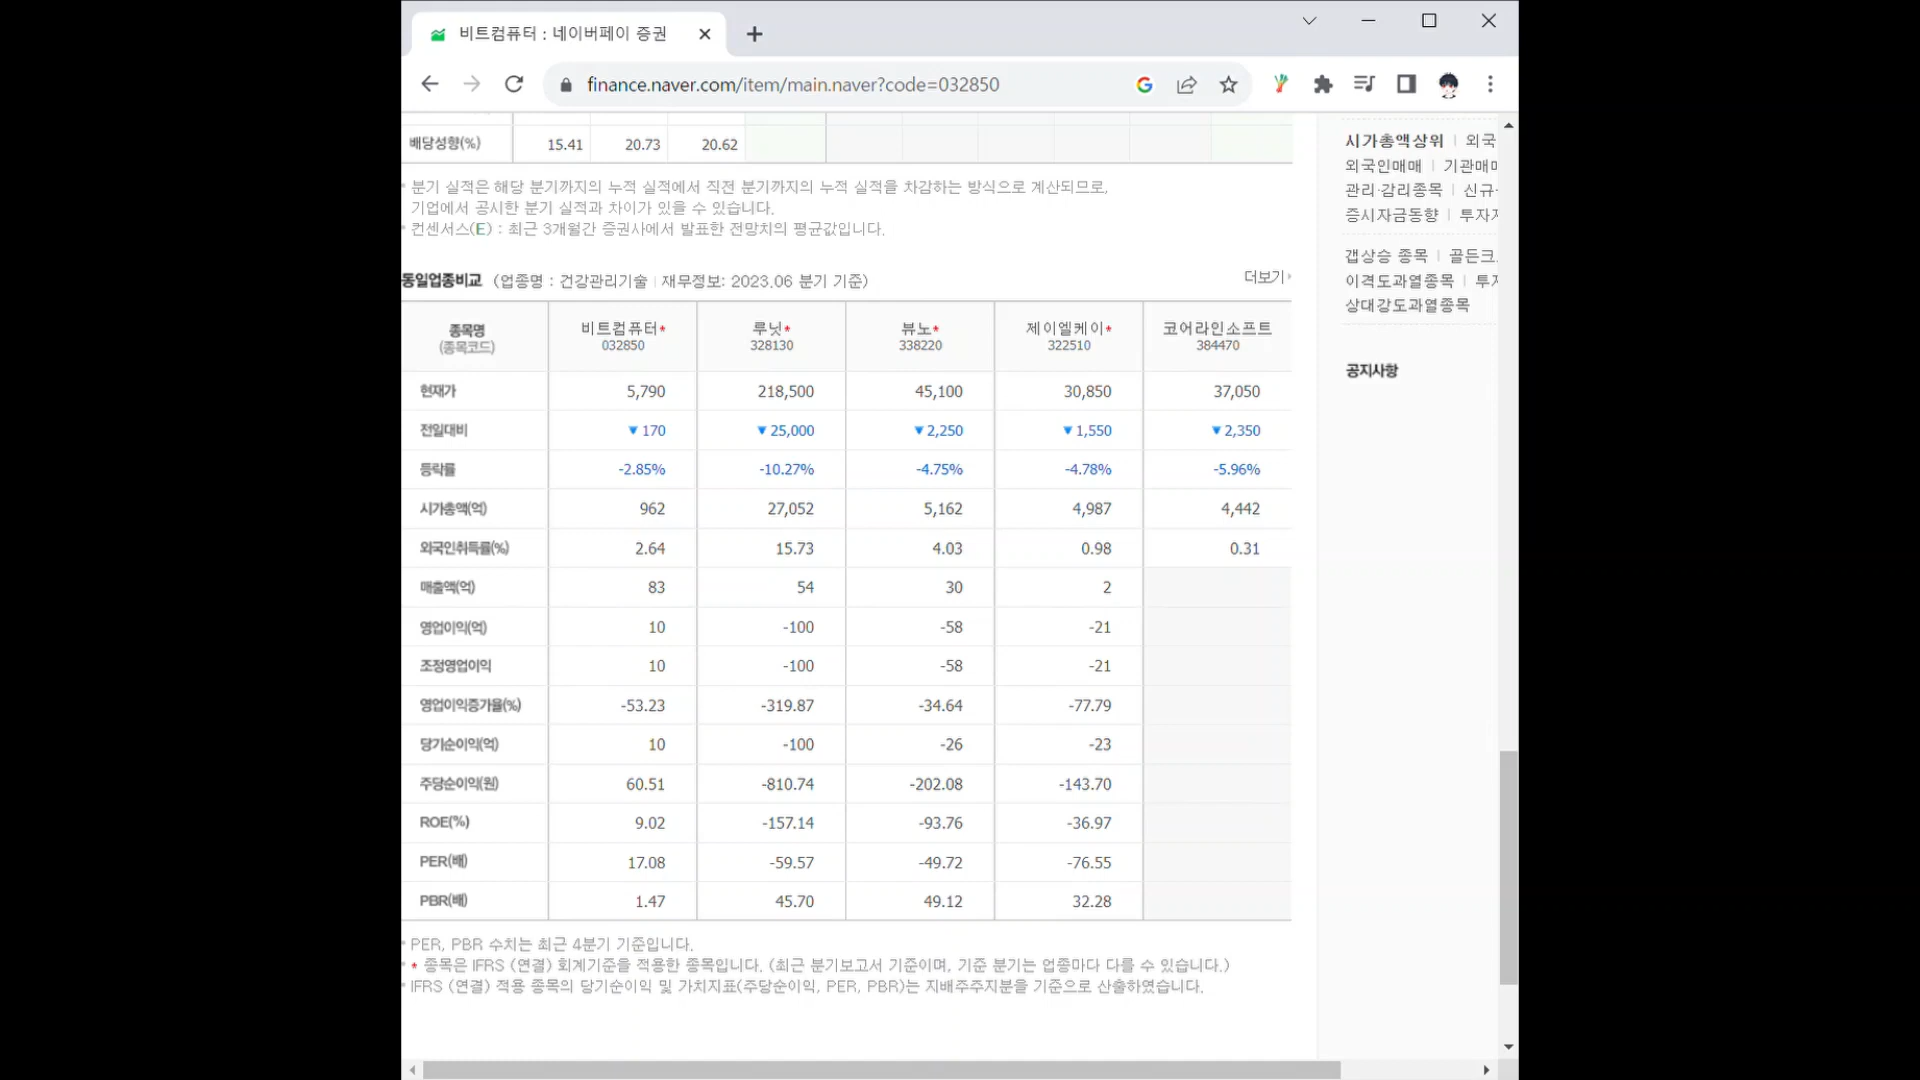 비트컴퓨터 : 네이버페이 증권
finance.naver.com/item/main.naver?code=032850
배당성향(%) 15.41 20.73 20.62
* 분기 실적은 해당 분기까지의 누적 실적에서 직전 분기까지의 누적 실적을 차감하는 방식으로 계산되므로,
기업에서 공시한 분기 실적과 차이가 있을 수 있습니다.
* 컨센서스(E) : 최근 3개월간 증권사에서 발표한 전망치의 평균값입니다.
동일업종비교 (업종명 : 건강관리기술 | 재무정보: 2023.06 분기 기준) 더보기
종목명 비트컴퓨터* 루닛* 뷰노* 제이엘케이* 코어라인소프트
(종목코드) 032850 328130 338220 322510 384470
현재가 5,790 218,500 45,100 30,850 37,050
전일대비 ▼170 ▼25,000 ▼2,250 ▼1,550 ▼2,350
등락률 -2.85% -10.27% -4.75% -4.78% -5.96%
시가총액(억) 962 27,052 5,162 4,987 4,442
외국인취득률(%) 2.64 15.73 4.03 0.98 0.31
매출액(억) 83 54 30 2
영업이익(억) 10 -100 -58 -21
조정영업이익 10 -100 -58 -21
영업이익증가율(%) -53.23 -319.87 -34.64 -77.79
당기순이익(억) 10 -100 -26 -23
주당순이익(원) 60.51 -810.74 -202.08 -143.70
ROE(%) 9.02 -157.14 -93.76 -36.97
PER(배) 17.08 -59.57 -49.72 -76.55
PBR(배) 1.47 45.70 49.12 32.28
* PER, PBR 수치는 최근 4분기 기준입니다.
* * 종목은 IFRS (연결) 회계기준을 적용한 종목입니다. (최근 분기보고서 기준이며, 기준 분기는 업종마다 다를 수 있습니다.)
* IFRS (연결) 적용 종목의 당기순이익 및 가치지표(주당순이익, PER, PBR)는 지배주주지분을 기준으로 산출하였습니다.
시가총액상위 | 외국
외국인매매 | 기관매
관리·감리종목 | 신규
증시자금동향 | 투자
갭상승 종목 | 골든크
이격도과열종목 | 투
상대강도과열종목
공지사항